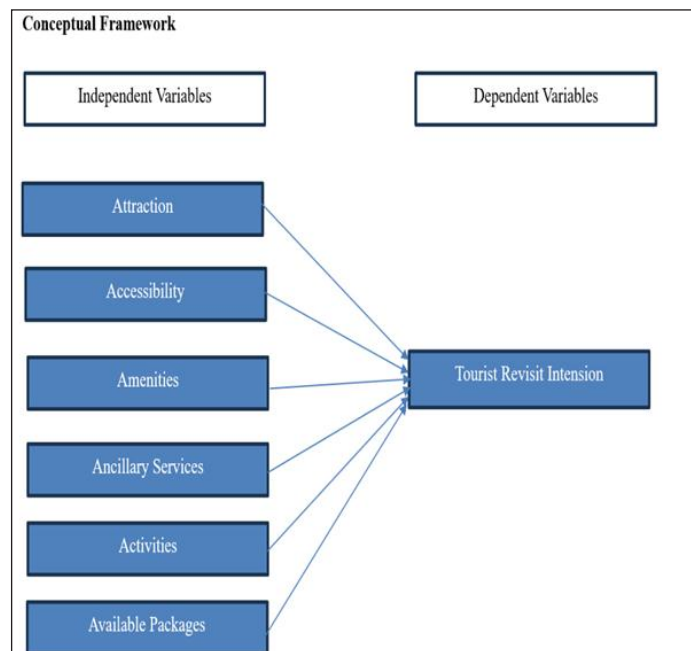 Conceptual Framework
Independent Variables
Dependent Variables
Attraction
Accessibility
Amenities
Tourist Revisit Intension
Ancillary Services
Activities
Available Packages